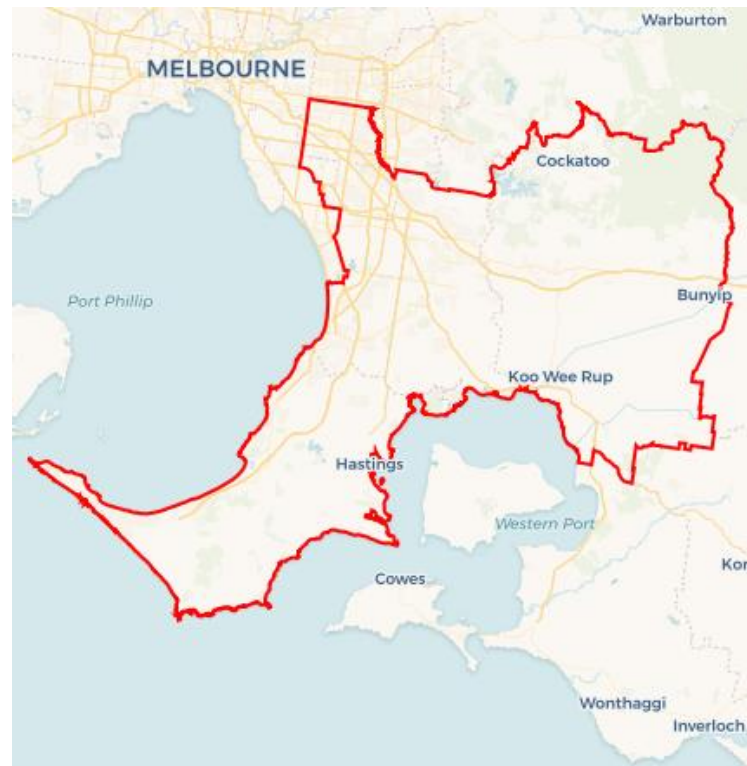 Warburton
MELBOURNE
Cockatoo
Port Phillip
Bunyip
Koo Wee Rup
Hastings
Western Port
Kor
Cowes
Wonthaggi
Inverloch